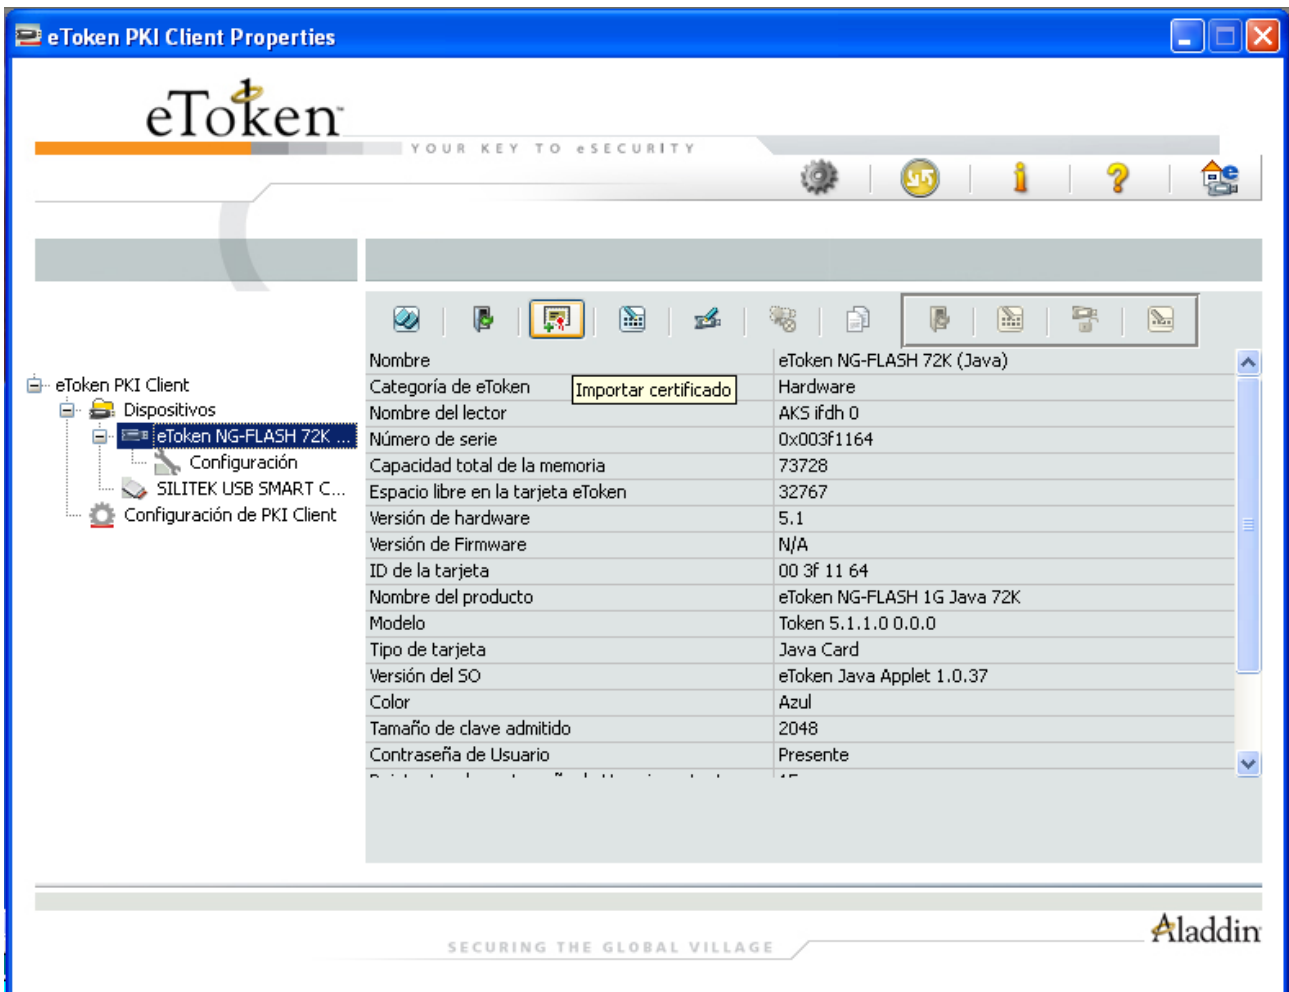 eToken PKI Client Properties
eToken™
YOUR KEY TO eSECURITY
eToken PKI Client
Dispositivos
eToken NG-FLASH 72K ...
Configuración
SILITEK USB SMART C...
Configuración de PKI Client
Importar certificado
Nombre eToken NG-FLASH 72K (Java)
Categoría de eToken Hardware
Nombre del lector AKS ifdh 0
Número de serie 0x003f1164
Capacidad total de la memoria 73728
Espacio libre en la tarjeta eToken 32767
Versión de hardware 5.1
Versión de Firmware N/A
ID de la tarjeta 00 3f 11 64
Nombre del producto eToken NG-FLASH 1G Java 72K
Modelo Token 5.1.1.0 0.0.0
Tipo de tarjeta Java Card
Versión del SO eToken Java Applet 1.0.37
Color Azul
Tamaño de clave admitido 2048
Contraseña de Usuario Presente
SECURING THE GLOBAL VILLAGE
Aladdin